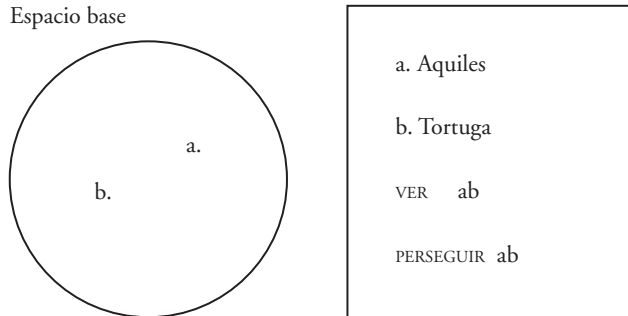 Espacio base
a.
b.
a. Aquiles
b. Tortuga
VER ab
PERSEGUIR ab